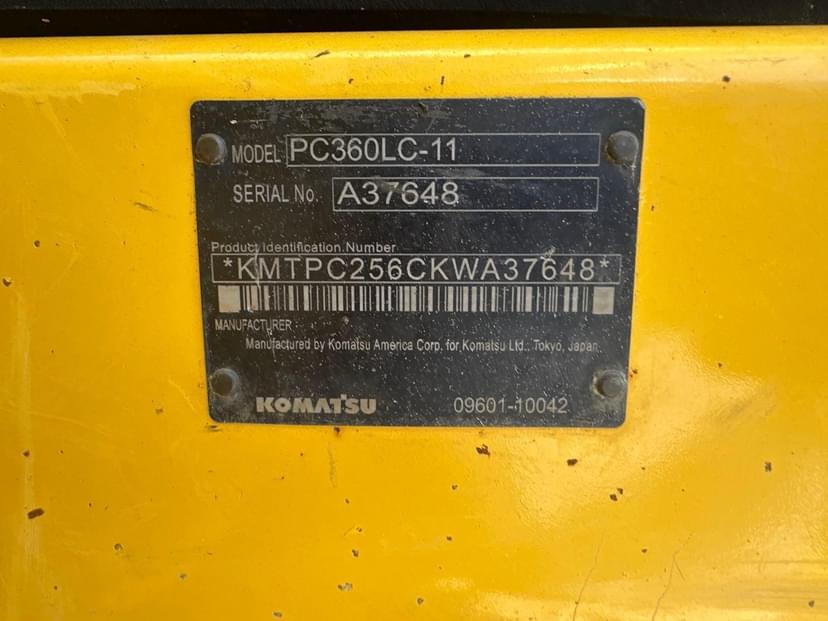 MODEL PC360LC-11
SERIAL No. A37648
Product Identification Number
*KMTPC256CKWA37648*
MANUFACTURER :
Manufactured by Komatsu America Corp. for Komatsu Ltd., Tokyo, Japan.
KOMATSU 09601-10042